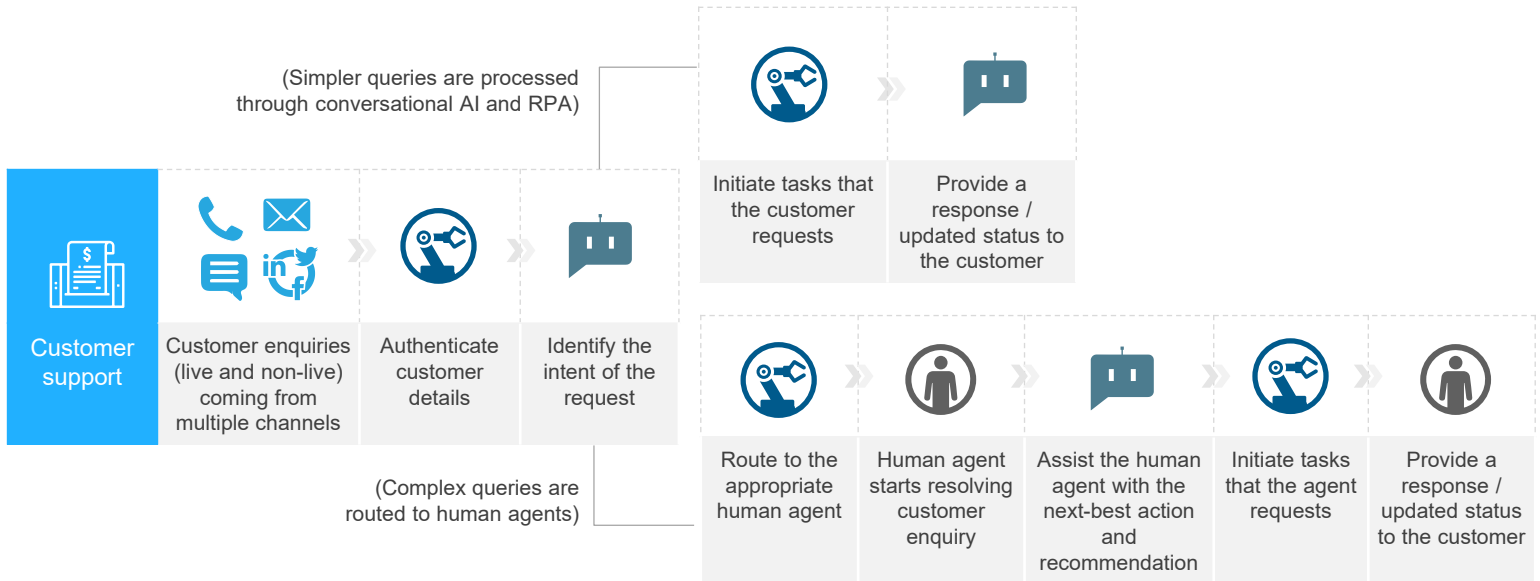 (Simpler queries are processed
through conversational AI and RPA)
Initiate tasks that
the customer
requests
Provide a
response /
updated status to
the customer
$
Customer
support
in
f
Customer enquiries
(live and non-live)
coming from
multiple channels
Authenticate
customer
details
Identify the
intent of the
request
(Complex queries are
routed to human agents)
Route to the
appropriate
human agent
Human agent
starts resolving
customer
enquiry
Assist the human
agent with the
next-best action
and
recommendation
Initiate tasks
that the agent
requests
Provide a
response /
updated status
to the customer